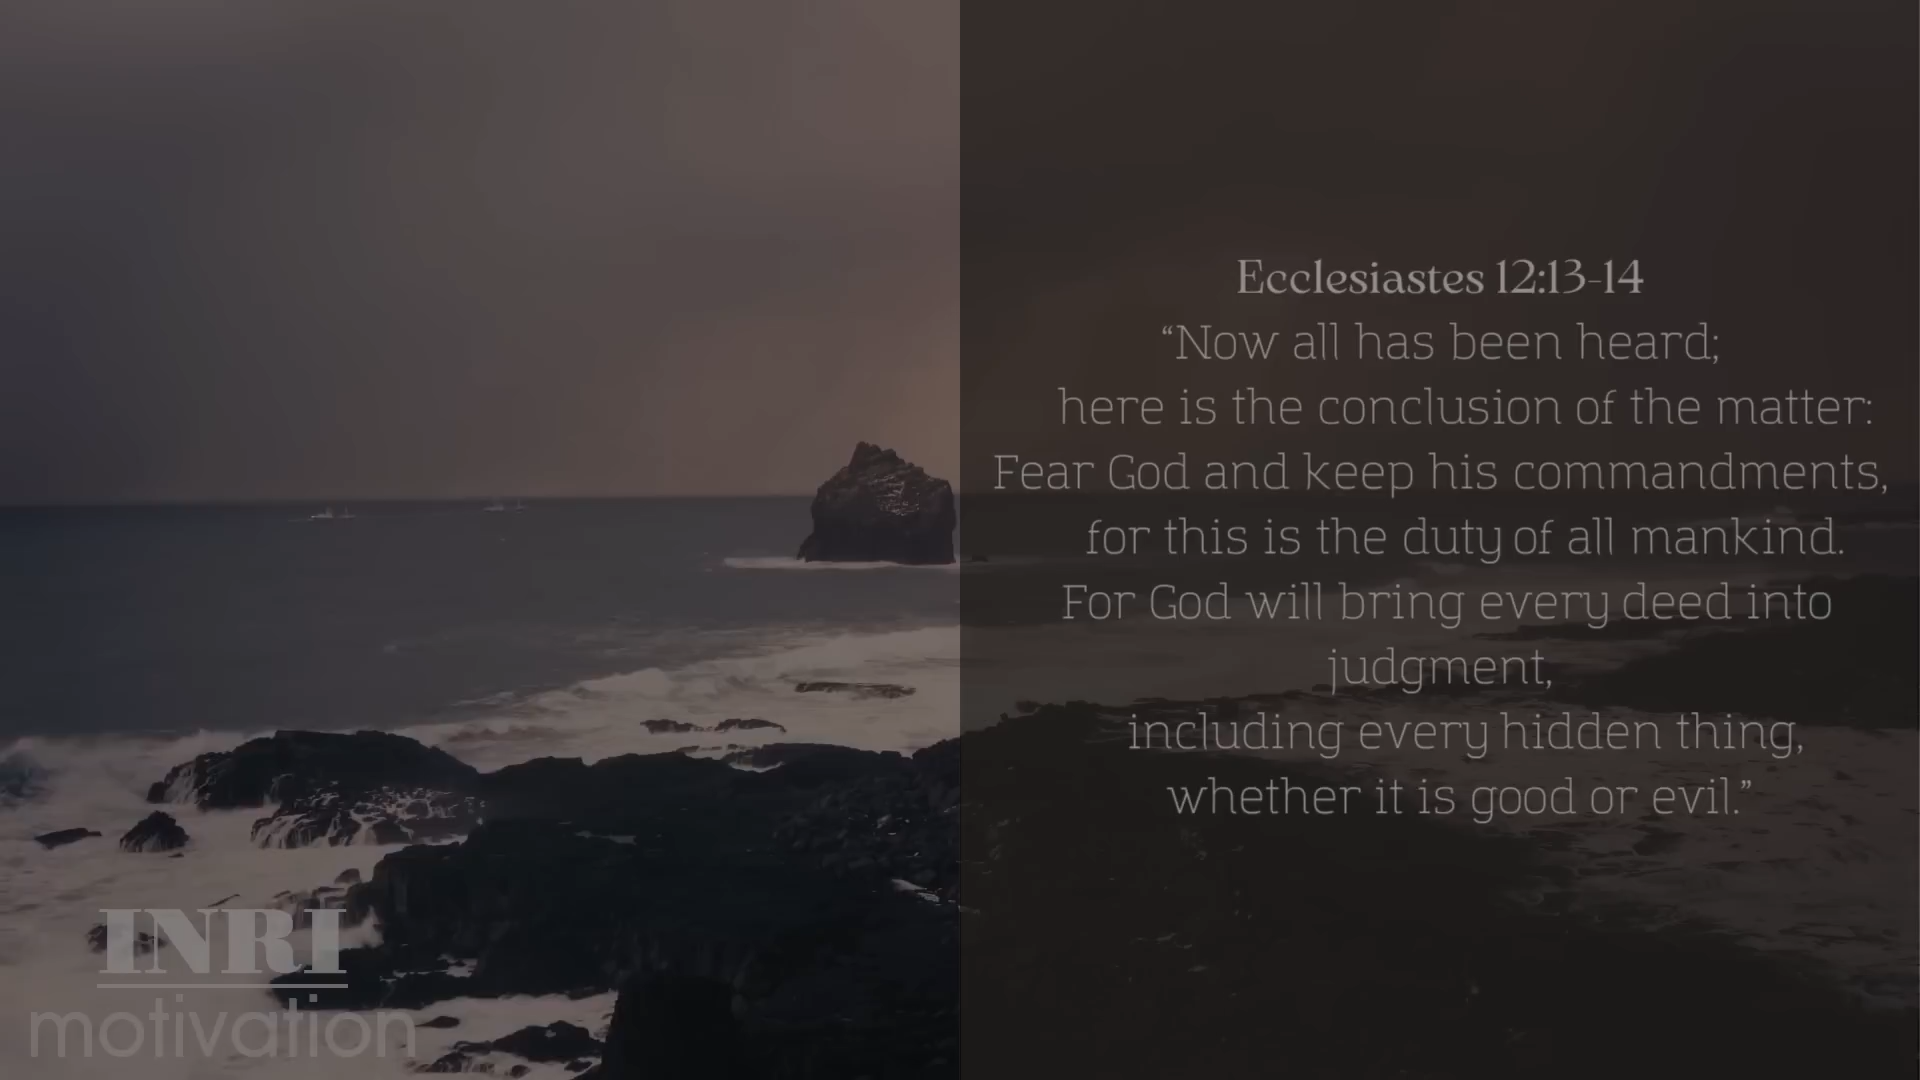 Ecclesiastes 12:13-14
“Now all has been heard;
here is the conclusion of the matter:
Fear God and keep his commandments,
for this is the duty of all mankind.
For God will bring every deed into
judgment,
including every hidden thing,
whether it is good or evil.”
INRI
motivation